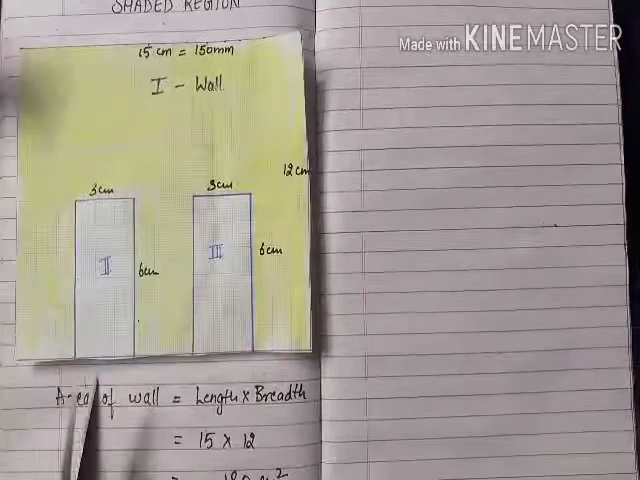 SHADED REGION
Made with KINEMASTER
15 cm = 150mm
I - Wall
12 cm
3cm
3cm
II
6cm
III
6cm
Area of wall = Length x Breadth
= 15 x 12
=